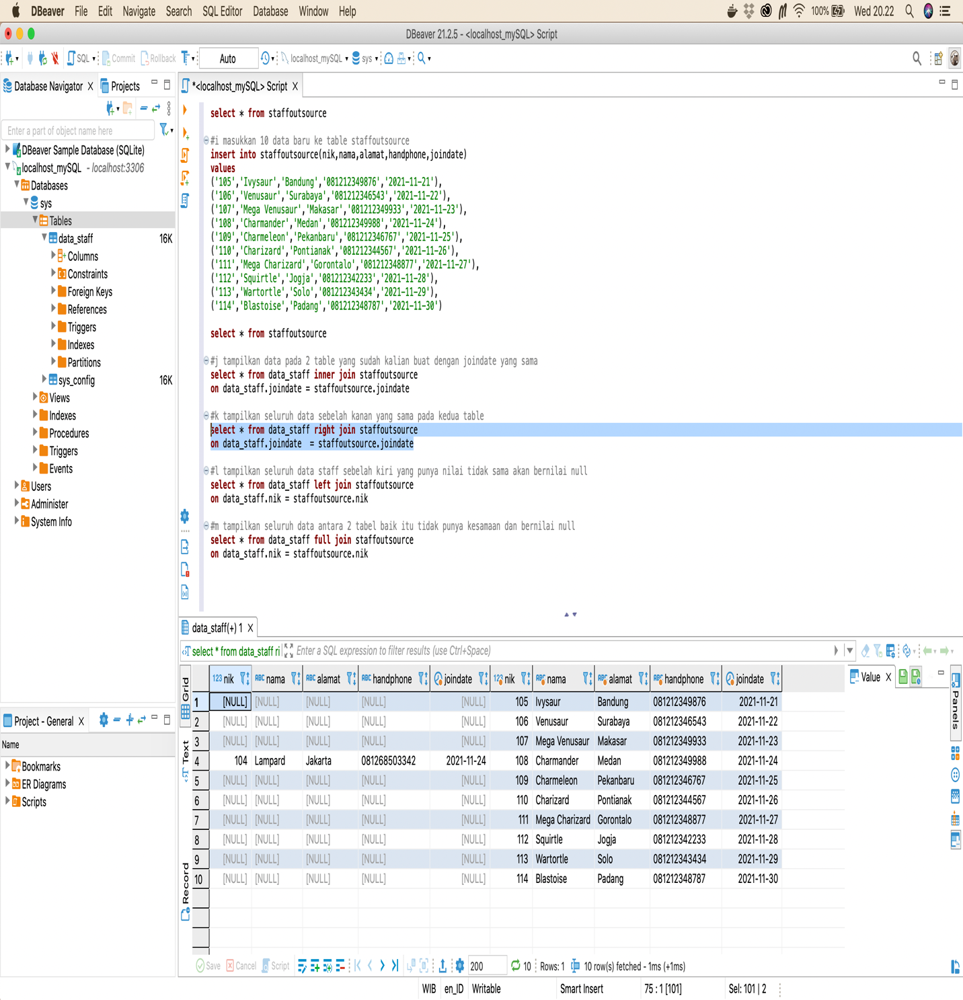 DBeaver File Edit Navigate Search SQL Editor Database Window Help 100% Wed 20.22
DBeaver 21.2.5 - <localhost_mySQL> Script
SQL Commit Rollback Auto localhost_mySQL sys
Database Navigator Projects
Enter a part of object name here
DBeaver Sample Database (SQLite)
localhost_mySQL - localhost:3306
Databases
sys
Tables
data_staff 16K
Columns
Constraints
Foreign Keys
References
Triggers
Indexes
Partitions
sys_config 16K
Views
Indexes
Procedures
Triggers
Events
Users
Administer
System Info
Project - General
Name
Bookmarks
ER Diagrams
Scripts
*<localhost_mySQL> Script
select * from staffoutsource
#i masukkan 10 data baru ke table staffoutsource
insert into staffoutsource(nik,nama,alamat,handphone,joindate)
values
('105','Ivysaur','Bandung','081212349876','2021-11-21'),
('106','Venusaur','Surabaya','081212346543','2021-11-22'),
('107','Mega Venusaur','Makasar','081212349933','2021-11-23'),
('108','Charmander','Medan','081212349988','2021-11-24'),
('109','Charmeleon','Pekanbaru','081212346767','2021-11-25'),
('110','Charizard','Pontianak','081212344567','2021-11-26'),
('111','Mega Charizard','Gorontalo','081212348877','2021-11-27'),
('112','Squirtle','Jogja','081212342233','2021-11-28'),
('113','Wartortle','Solo','081212343434','2021-11-29'),
('114','Blastoise','Padang','081212348787','2021-11-30')
select * from staffoutsource
#j tampilkan data pada 2 table yang sudah kalian buat dengan joindate yang sama
select * from data_staff inner join staffoutsource
on data_staff.joindate = staffoutsource.joindate
#k tampilkan seluruh data sebelah kanan yang sama pada kedua table
select * from data_staff right join staffoutsource
on data_staff.joindate  = staffoutsource.joindate
#l tampilkan seluruh data staff sebelah kiri yang punya nilai tidak sama akan bernilai null
select * from data_staff left join staffoutsource
on data_staff.nik = staffoutsource.nik
#m tampilkan seluruh data antara 2 tabel baik itu tidak punya kesamaan dan bernilai null
select * from data_staff full join staffoutsource
on data_staff.nik = staffoutsource.nik
data_staff(+) 1
select * from data_staff ri Enter a SQL expression to filter results (use Ctrl+Space)
Grid
Text
Record
123 nik ABC nama ABC alamat ABC handphone joindate 123 nik ABC nama ABC alamat ABC handphone joindate
1 [NULL] [NULL] [NULL] [NULL] [NULL] 105 Ivysaur Bandung 081212349876 2021-11-21
2 [NULL] [NULL] [NULL] [NULL] [NULL] 106 Venusaur Surabaya 081212346543 2021-11-22
3 [NULL] [NULL] [NULL] [NULL] [NULL] 107 Mega Venusaur Makasar 081212349933 2021-11-23
4 104 Lampard Jakarta 081268503342 2021-11-24 108 Charmander Medan 081212349988 2021-11-24
5 [NULL] [NULL] [NULL] [NULL] [NULL] 109 Charmeleon Pekanbaru 081212346767 2021-11-25
6 [NULL] [NULL] [NULL] [NULL] [NULL] 110 Charizard Pontianak 081212344567 2021-11-26
7 [NULL] [NULL] [NULL] [NULL] [NULL] 111 Mega Charizard Gorontalo 081212348877 2021-11-27
8 [NULL] [NULL] [NULL] [NULL] [NULL] 112 Squirtle Jogja 081212342233 2021-11-28
9 [NULL] [NULL] [NULL] [NULL] [NULL] 113 Wartortle Solo 081212343434 2021-11-29
10 [NULL] [NULL] [NULL] [NULL] [NULL] 114 Blastoise Padang 081212348787 2021-11-30
Value
Panels
Save Cancel Script 200 10 Rows: 1 10 row(s) fetched - 1ms (+1ms)
WIB en_ID Writable Smart Insert 75 : 1 [101] Sel: 101 | 2